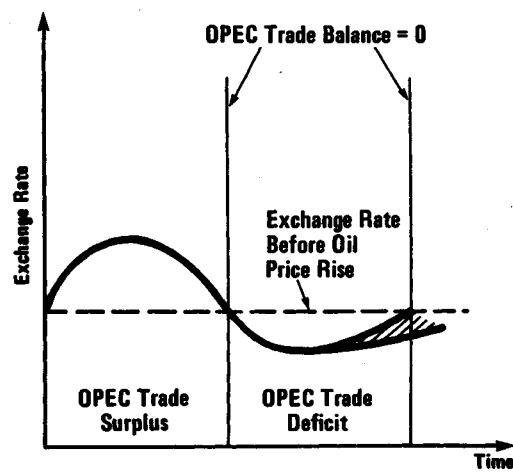 OPEC Trade Balance = 0
Exchange Rate
Exchange Rate
Before Oil
Price Rise
OPEC Trade
Surplus
OPEC Trade
Deficit
Time